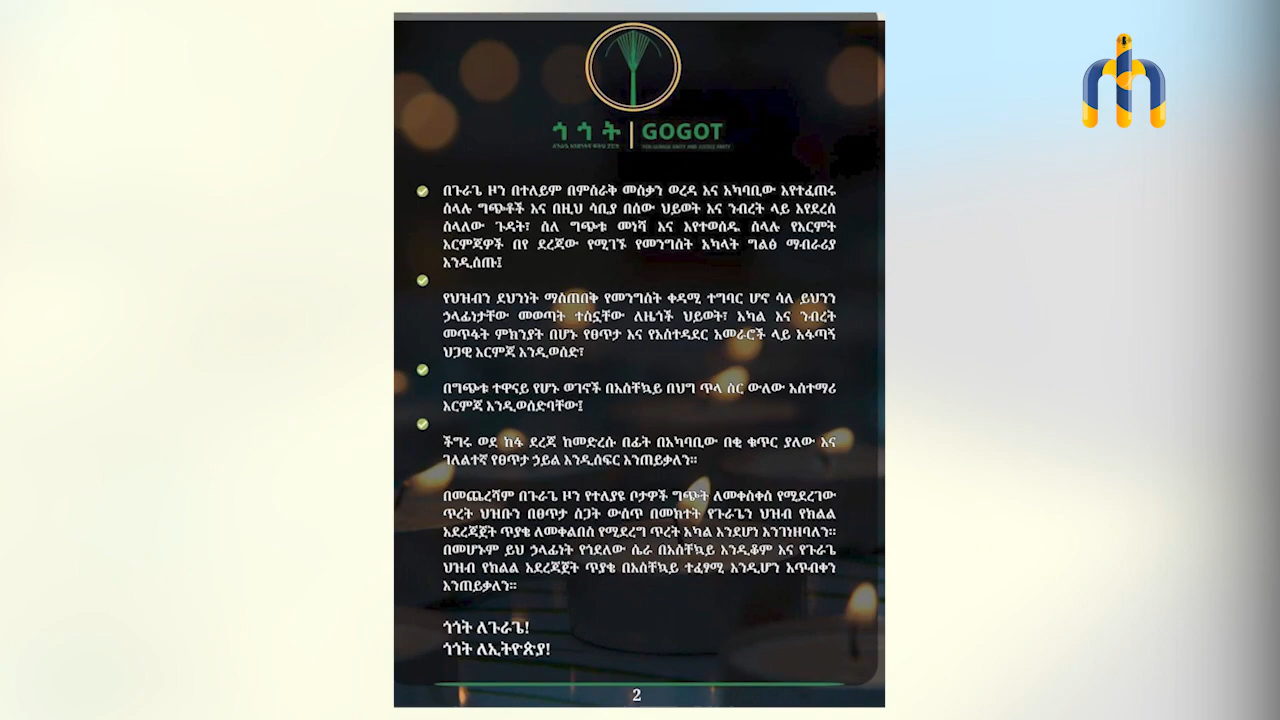 ጎጎት | GOGOT
FOR GURAGE UNITY AND JUSTICE PARTY
በጉራጌ ዞን በተለይም በምስራቅ መስቃን ወረዳ እና አካባቢው እየተፈጠሩ
ስላሉ ግጭቶች እና በዚህ ሳቢያ በሰው ህይወት እና ንብረት ላይ እየደረሰ
ስላለው ጉዳት፣ ስለ ግጭቱ መነሻ እና እየተወሰዱ ስላሉ የእርምት
እርምጃዎች በየ ደረጃው የሚገኙ የመንግስት አካላት ግልፅ ማብራሪያ
እንዲሰጡ፤
የህዝብን ደህንነት ማስጠበቅ የመንግስት ቀዳሚ ተግባር ሆኖ ሳለ ይህንን
ኃላፊነታቸው መወጣት ተስኗቸው ለዜጎች ህይወት፣ አካል እና ንብረት
መጥፋት ምክንያት በሆኑ የፀጥታ እና የአስተዳደር አመራሮች ላይ አፋጣኝ
ህጋዊ እርምጃ እንዲወሰድ፣
በግጭቱ ተዋናይ የሆኑ ወገኖች በአስቸኳይ በህግ ጥላ ስር ውለው አስተማሪ
እርምጃ እንዲወሰድባቸው፤
ችግሩ ወደ ከፋ ደረጃ ከመድረሱ በፊት በአካባቢው በቂ ቁጥር ያለው እና
ገለልተኛ የፀጥታ ኃይል እንዲሰፍር እንጠይቃለን።
በመጨረሻም በጉራጌ ዞን የተለያዩ ቦታዎች ግጭት ለመቀስቀስ የሚደረገው
ጥረት ህዝቡን በፀጥታ ስጋት ውስጥ በመክተት የጉራጌን ህዝብ የክልል
አደረጃጀት ጥያቄ ለመቀልበስ የሚደረግ ጥረት አካል እንደሆነ እንገነዘባለን።
በመሆኑም ይህ ኃላፊነት የጎደለው ሴራ በአስቸኳይ እንዲቆም እና የጉራጌ
ህዝብ የክልል አደረጃጀት ጥያቄ በአስቸኳይ ተፈፃሚ እንዲሆን አጥብቀን
እንጠይቃለን።
ጎጎት ለጉራጌ!
ጎጎት ለኢትዮጵያ!
2